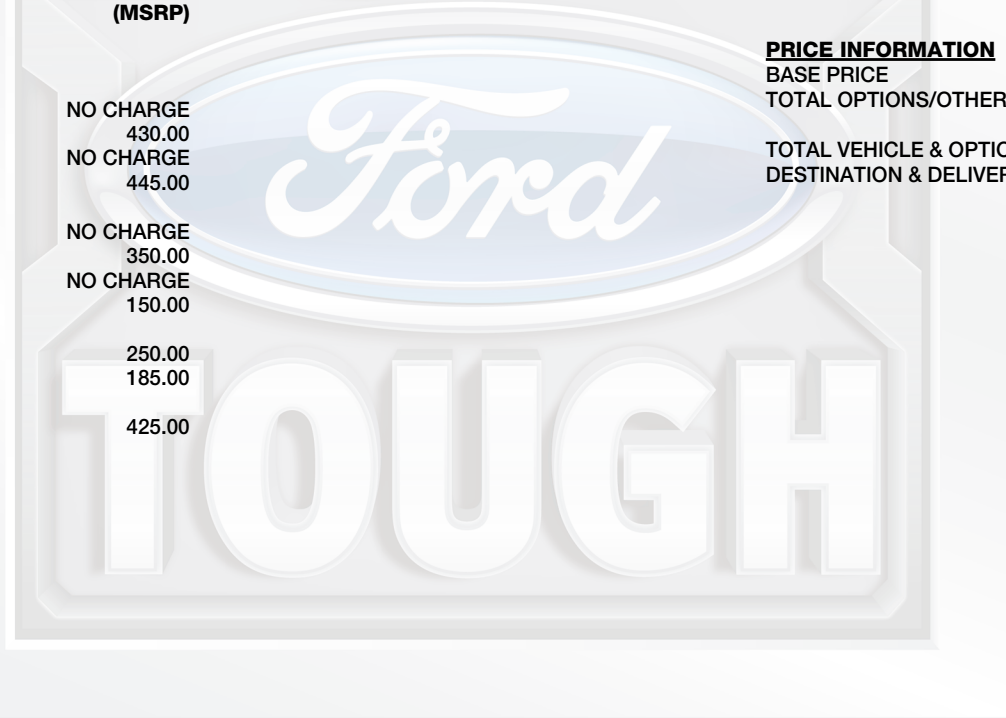 (MSRP)
NO CHARGE
430.00
NO CHARGE
445.00
NO CHARGE
350.00
NO CHARGE
150.00
250.00
185.00
425.00
PRICE INFORMATION
BASE PRICE
TOTAL OPTIONS/OTHER
TOTAL VEHICLE & OPTIO
DESTINATION & DELIVER
Ford
TOUGH